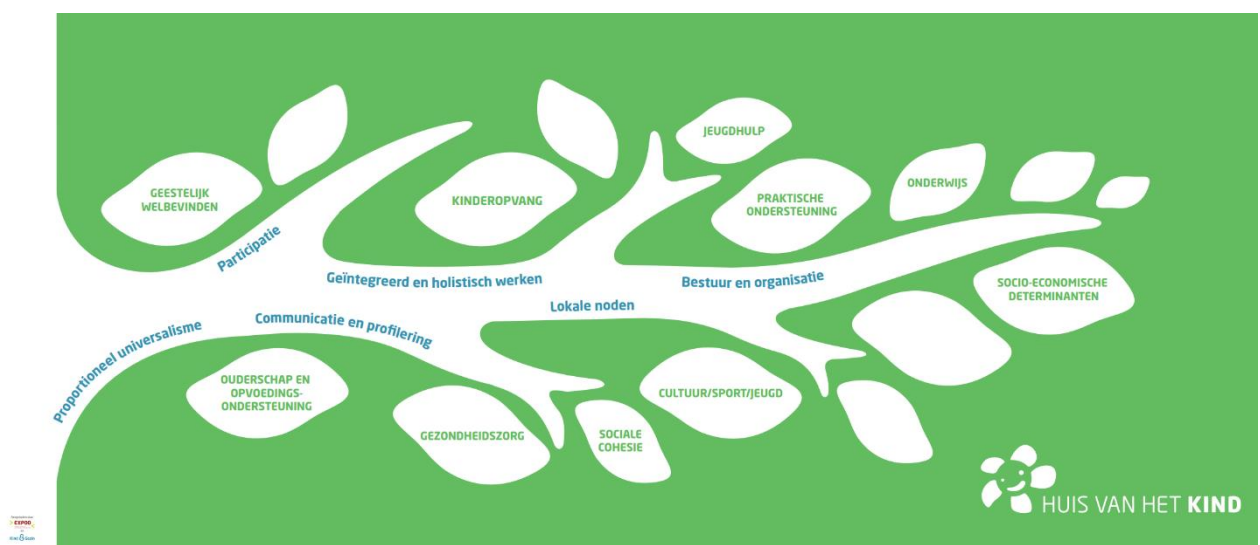 JEUGDHULP
GEESTELIJK
WELBEVINDEN
KINDEROPVANG
PRAKTISCHE
ONDERSTEUNING
ONDERWIJS
Participatie
Geïntegreerd en holistisch werken
Bestuur en organisatie
SOCIO-ECONOMISCHE
DETERMINANTEN
Lokale noden
Communicatie en profilering
Proportioneel universalisme
OUDERSCHAP EN
OPVOEDINGS-
ONDERSTEUNING
GEZONDHEIDSZORG
SOCIALE
COHESIE
CULTUUR/SPORT/JEUGD
HUIS VAN HET KIND
EXPOO